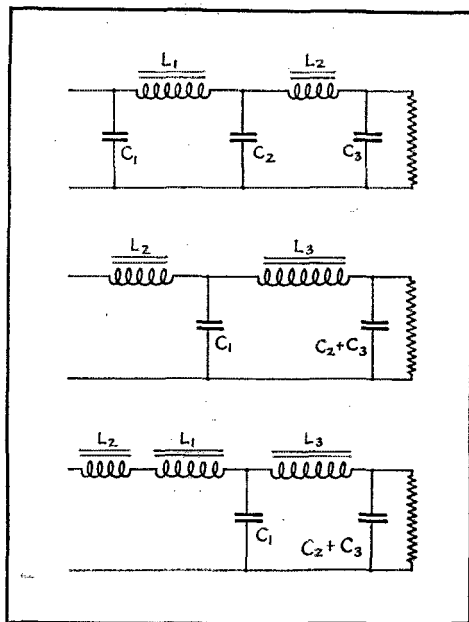 L₁ L₂
C₁ C₂ C₃
L₂ L₃
C₁ C₂+C₃
L₂ L₁ L₃
C₁ C₂+C₃